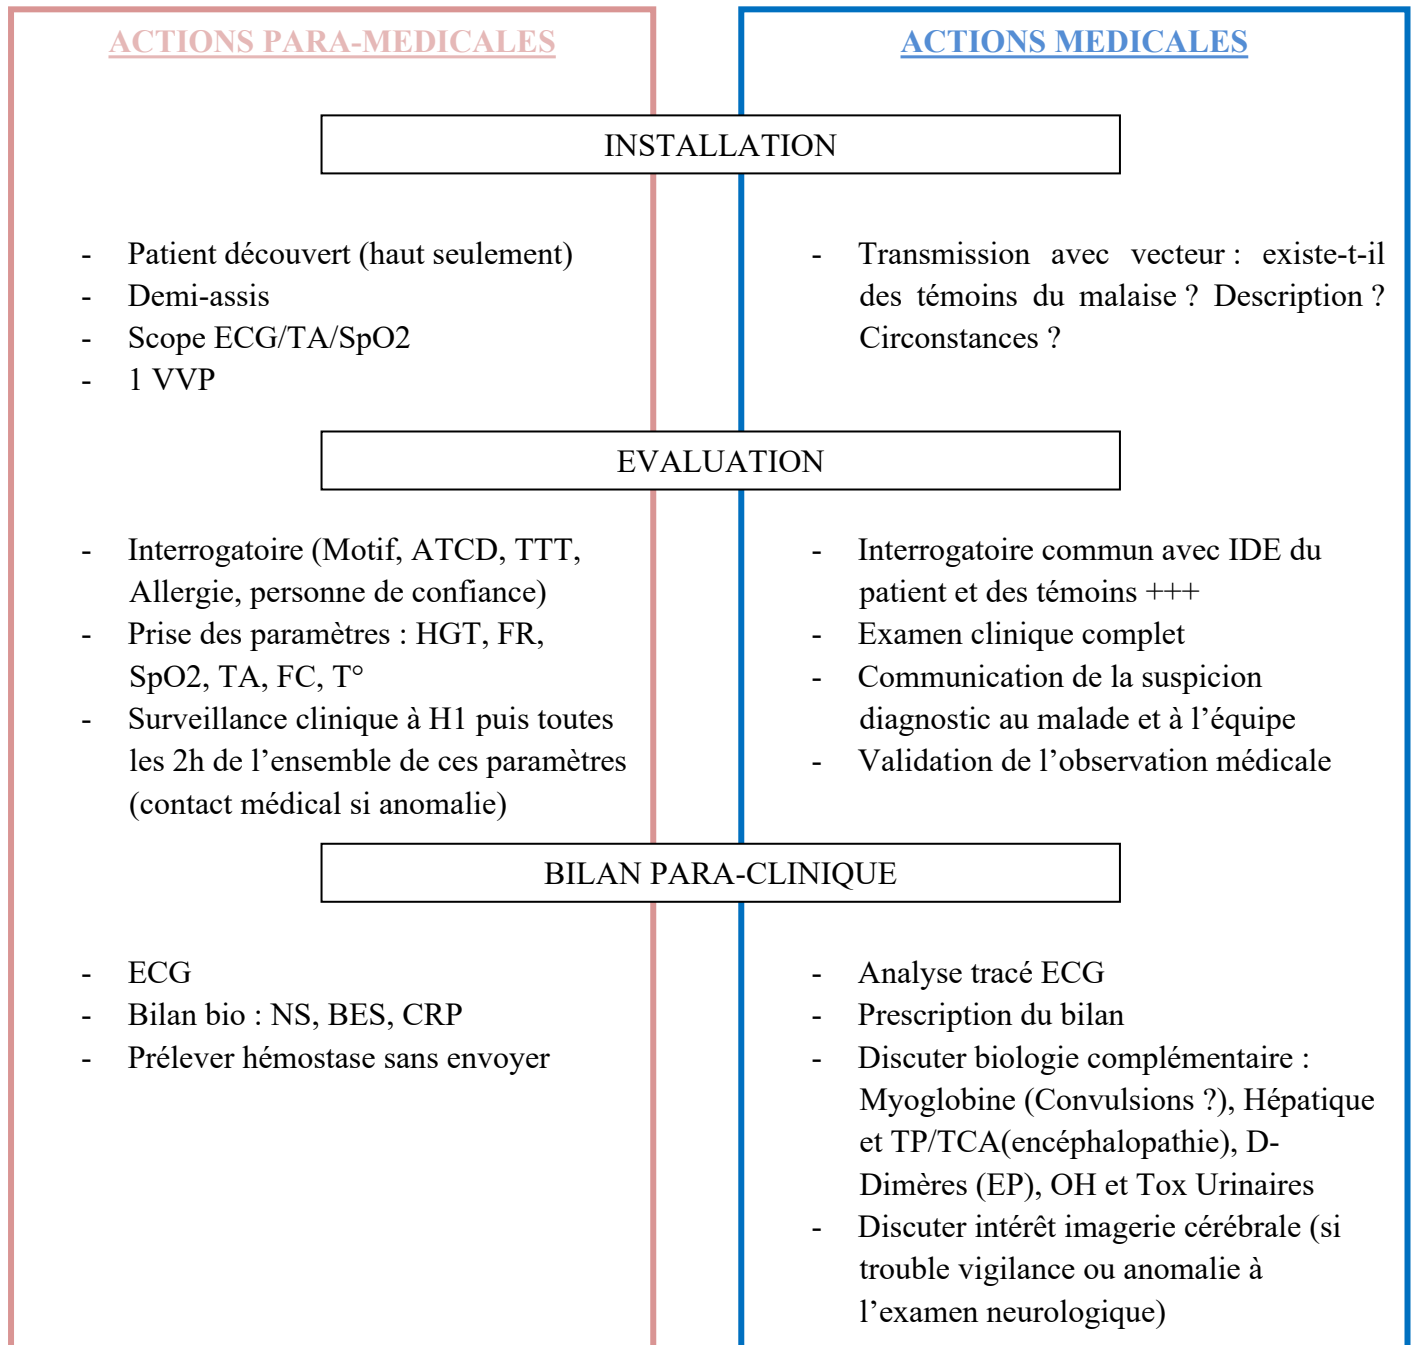 ACTIONS PARA-MEDICALES
ACTIONS MEDICALES
INSTALLATION
- Patient découvert (haut seulement)
- Demi-assis
- Scope ECG/TA/SpO2
- 1 VVP
- Transmission avec vecteur : existe-t-il
des témoins du malaise ? Description ?
Circonstances ?
EVALUATION
- Interrogatoire (Motif, ATCD, TTT,
Allergie, personne de confiance)
- Prise des paramètres : HGT, FR,
SpO2, TA, FC, T°
- Surveillance clinique à H1 puis toutes
les 2h de l’ensemble de ces paramètres
(contact médical si anomalie)
- Interrogatoire commun avec IDE du
patient et des témoins +++
- Examen clinique complet
- Communication de la suspicion
diagnostic au malade et à l’équipe
- Validation de l’observation médicale
BILAN PARA-CLINIQUE
- ECG
- Bilan bio : NS, BES, CRP
- Prélever hémostase sans envoyer
- Analyse tracé ECG
- Prescription du bilan
- Discuter biologie complémentaire :
Myoglobine (Convulsions ?), Hépatique
et TP/TCA(encéphalopathie), D-
Dimères (EP), OH et Tox Urinaires
- Discuter intérêt imagerie cérébrale (si
trouble vigilance ou anomalie à
l’examen neurologique)